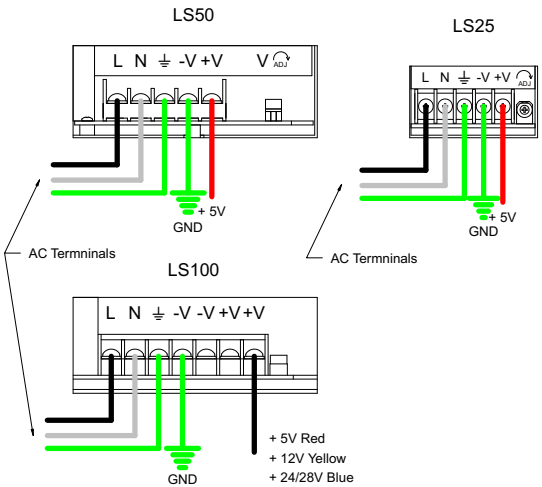 LS50
L N ⏚ -V +V V ADJ
+ 5V
GND
AC Termninals
LS25
L N ⏚ -V +V ADJ
+ 5V
GND
AC Termninals
LS100
L N ⏚ -V -V +V +V
GND
+ 5V Red
+ 12V Yellow
+ 24/28V Blue